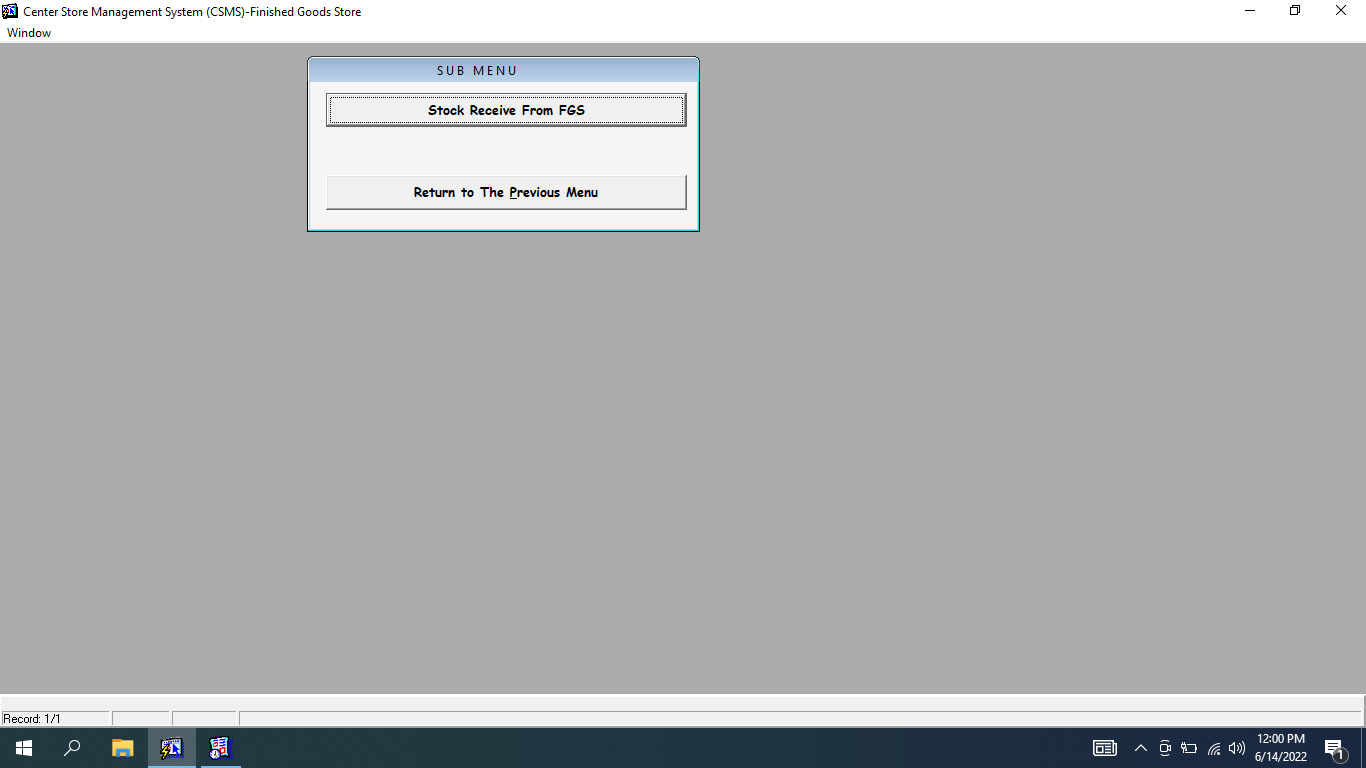 Center Store Management System (CSMS)-Finished Goods Store
Window
SUB MENU
Stock Receive From FGS
Return to The Previous Menu
Record: 1/1
12:00 PM
6/14/2022
1